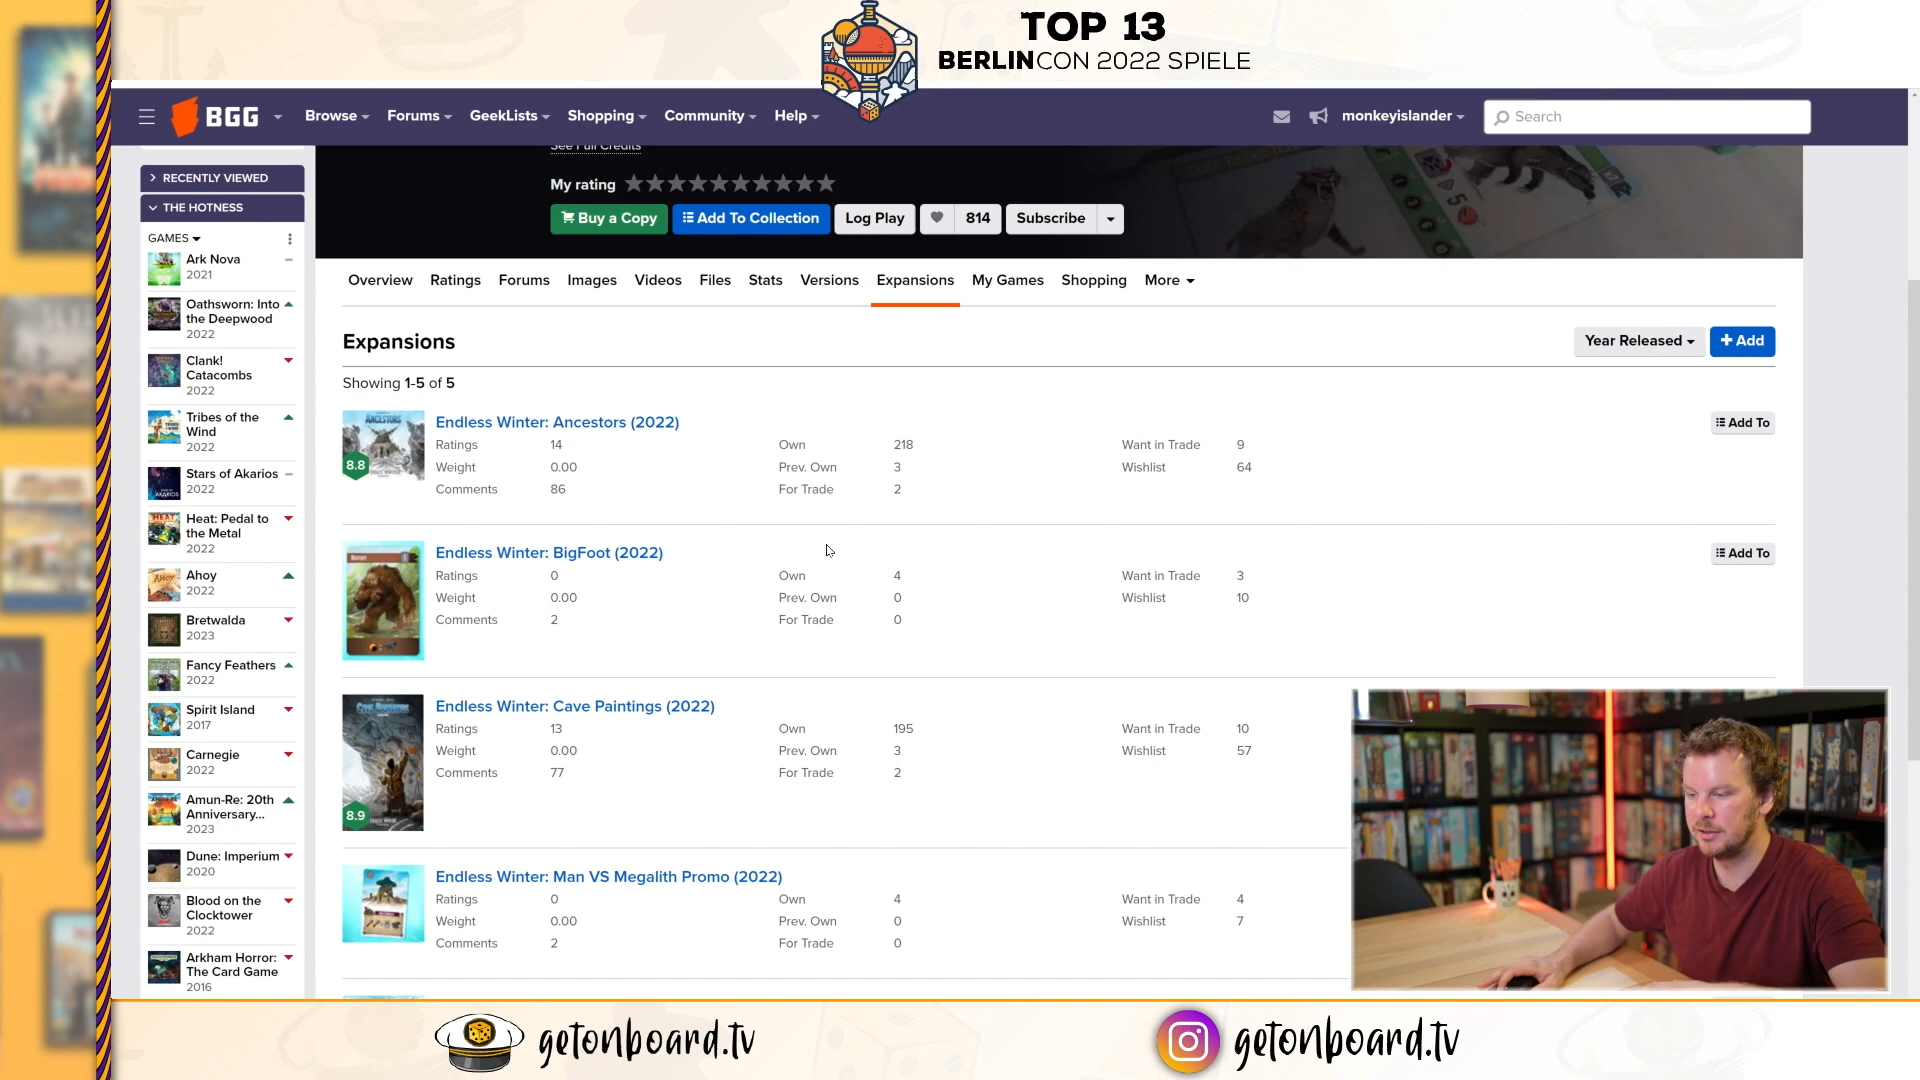 TOP 13
BERLINCON 2022 SPIELE
BGG Browse Forums GeekLists Shopping Community Help monkeyislander Search
See Full Credits
My rating
Buy a Copy Add To Collection Log Play 814 Subscribe
RECENTLY VIEWED
THE HOTNESS
GAMES
Ark Nova
2021
Oathsworn: Into
the Deepwood
2022
Clank!
Catacombs
2022
Tribes of the
Wind
2022
Stars of Akarios
2022
Heat: Pedal to
the Metal
2022
Ahoy
2022
Bretwalda
2023
Fancy Feathers
2022
Spirit Island
2017
Carnegie
2022
Amun-Re: 20th
Anniversary...
2023
Dune: Imperium
2020
Blood on the
Clocktower
2022
Arkham Horror:
The Card Game
2016
Overview Ratings Forums Images Videos Files Stats Versions Expansions My Games Shopping More
Expansions Year Released + Add
Showing 1-5 of 5
Endless Winter: Ancestors (2022) Add To
Ratings 14 Own 218 Want in Trade 9
Weight 0.00 Prev. Own 3 Wishlist 64
Comments 86 For Trade 2
ANCESTORS
8.8
Endless Winter: BigFoot (2022) Add To
Ratings 0 Own 4 Want in Trade 3
Weight 0.00 Prev. Own 0 Wishlist 10
Comments 2 For Trade 0
Endless Winter: Cave Paintings (2022)
Ratings 13 Own 195 Want in Trade 10
Weight 0.00 Prev. Own 3 Wishlist 57
Comments 77 For Trade 2
CAVE PAINTINGS
8.9
Endless Winter: Man VS Megalith Promo (2022)
Ratings 0 Own 4 Want in Trade 4
Weight 0.00 Prev. Own 0 Wishlist 7
Comments 2 For Trade 0
getonboard.tv getonboard.tv